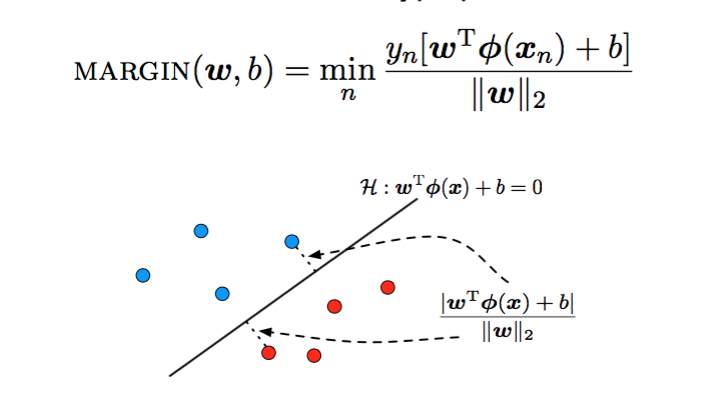 MARGIN(w, b) = min_n y_n[w^T ϕ(x_n) + b] / ‖w‖_2
H : w^T ϕ(x) + b = 0
|w^T ϕ(x) + b| / ‖w‖_2